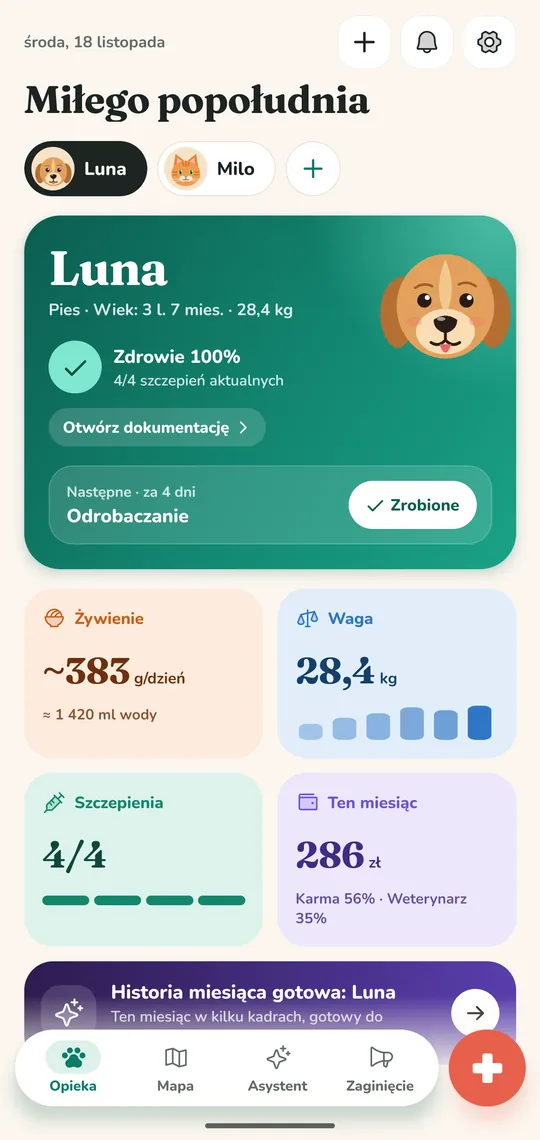 środa, 18 listopada
Miłego popołudnia
Luna
Milo
Luna
Pies · Wiek: 3 l. 7 mies. · 28,4 kg
Zdrowie 100%
4/4 szczepień aktualnych
Otwórz dokumentację
Następne · za 4 dni
Odrobaczanie
Zrobione
Żywienie
~383 g/dzień
≈ 1 420 ml wody
Waga
28,4 kg
Szczepienia
4/4
Ten miesiąc
286 zł
Karma 56% · Weterynarz
35%
Historia miesiąca gotowa: Luna
Ten miesiąc w kilku kadrach, gotowy do
Opieka
Mapa
Asystent
Zaginięcie